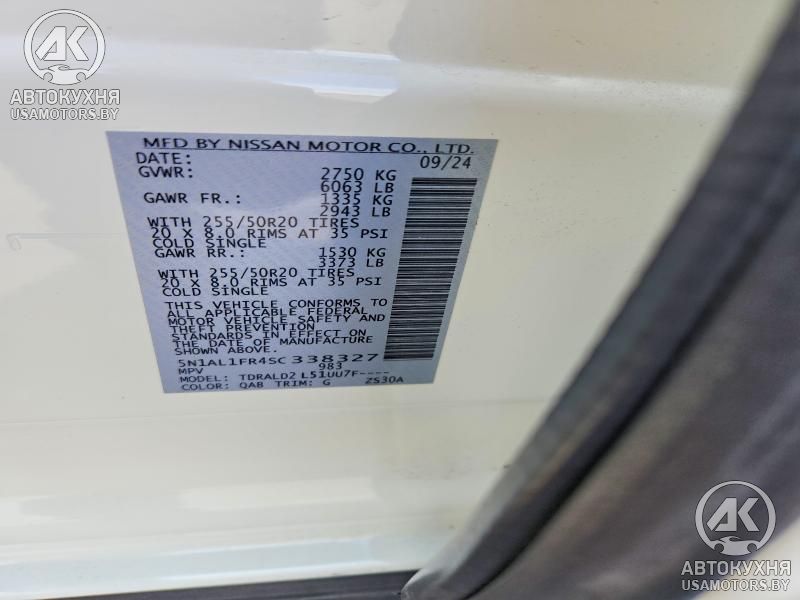 AK
АВТОКУХНЯ
USAMOTORS.BY
MFD BY NISSAN MOTOR CO., LTD.
DATE: 09/24
GVWR: 2750 KG
6063 LB
GAWR FR.: 1335 KG
2943 LB
WITH 255/50R20 TIRES
20 X 8.0 RIMS AT 35 PSI
COLD SINGLE
GAWR RR.: 1530 KG
3373 LB
WITH 255/50R20 TIRES
20 X 8.0 RIMS AT 35 PSI
COLD SINGLE
THIS VEHICLE CONFORMS TO
ALL APPLICABLE FEDERAL
MOTOR VEHICLE SAFETY AND
THEFT PREVENTION
STANDARDS IN EFFECT ON
THE DATE OF MANUFACTURE
5N1AL1FR4SC338327
MPV 983
MODEL: TDRALD2 L51UU7F----
COLOR: QAB TRIM: G ZS30A
AK
АВТОКУХНЯ
USAMOTORS.BY